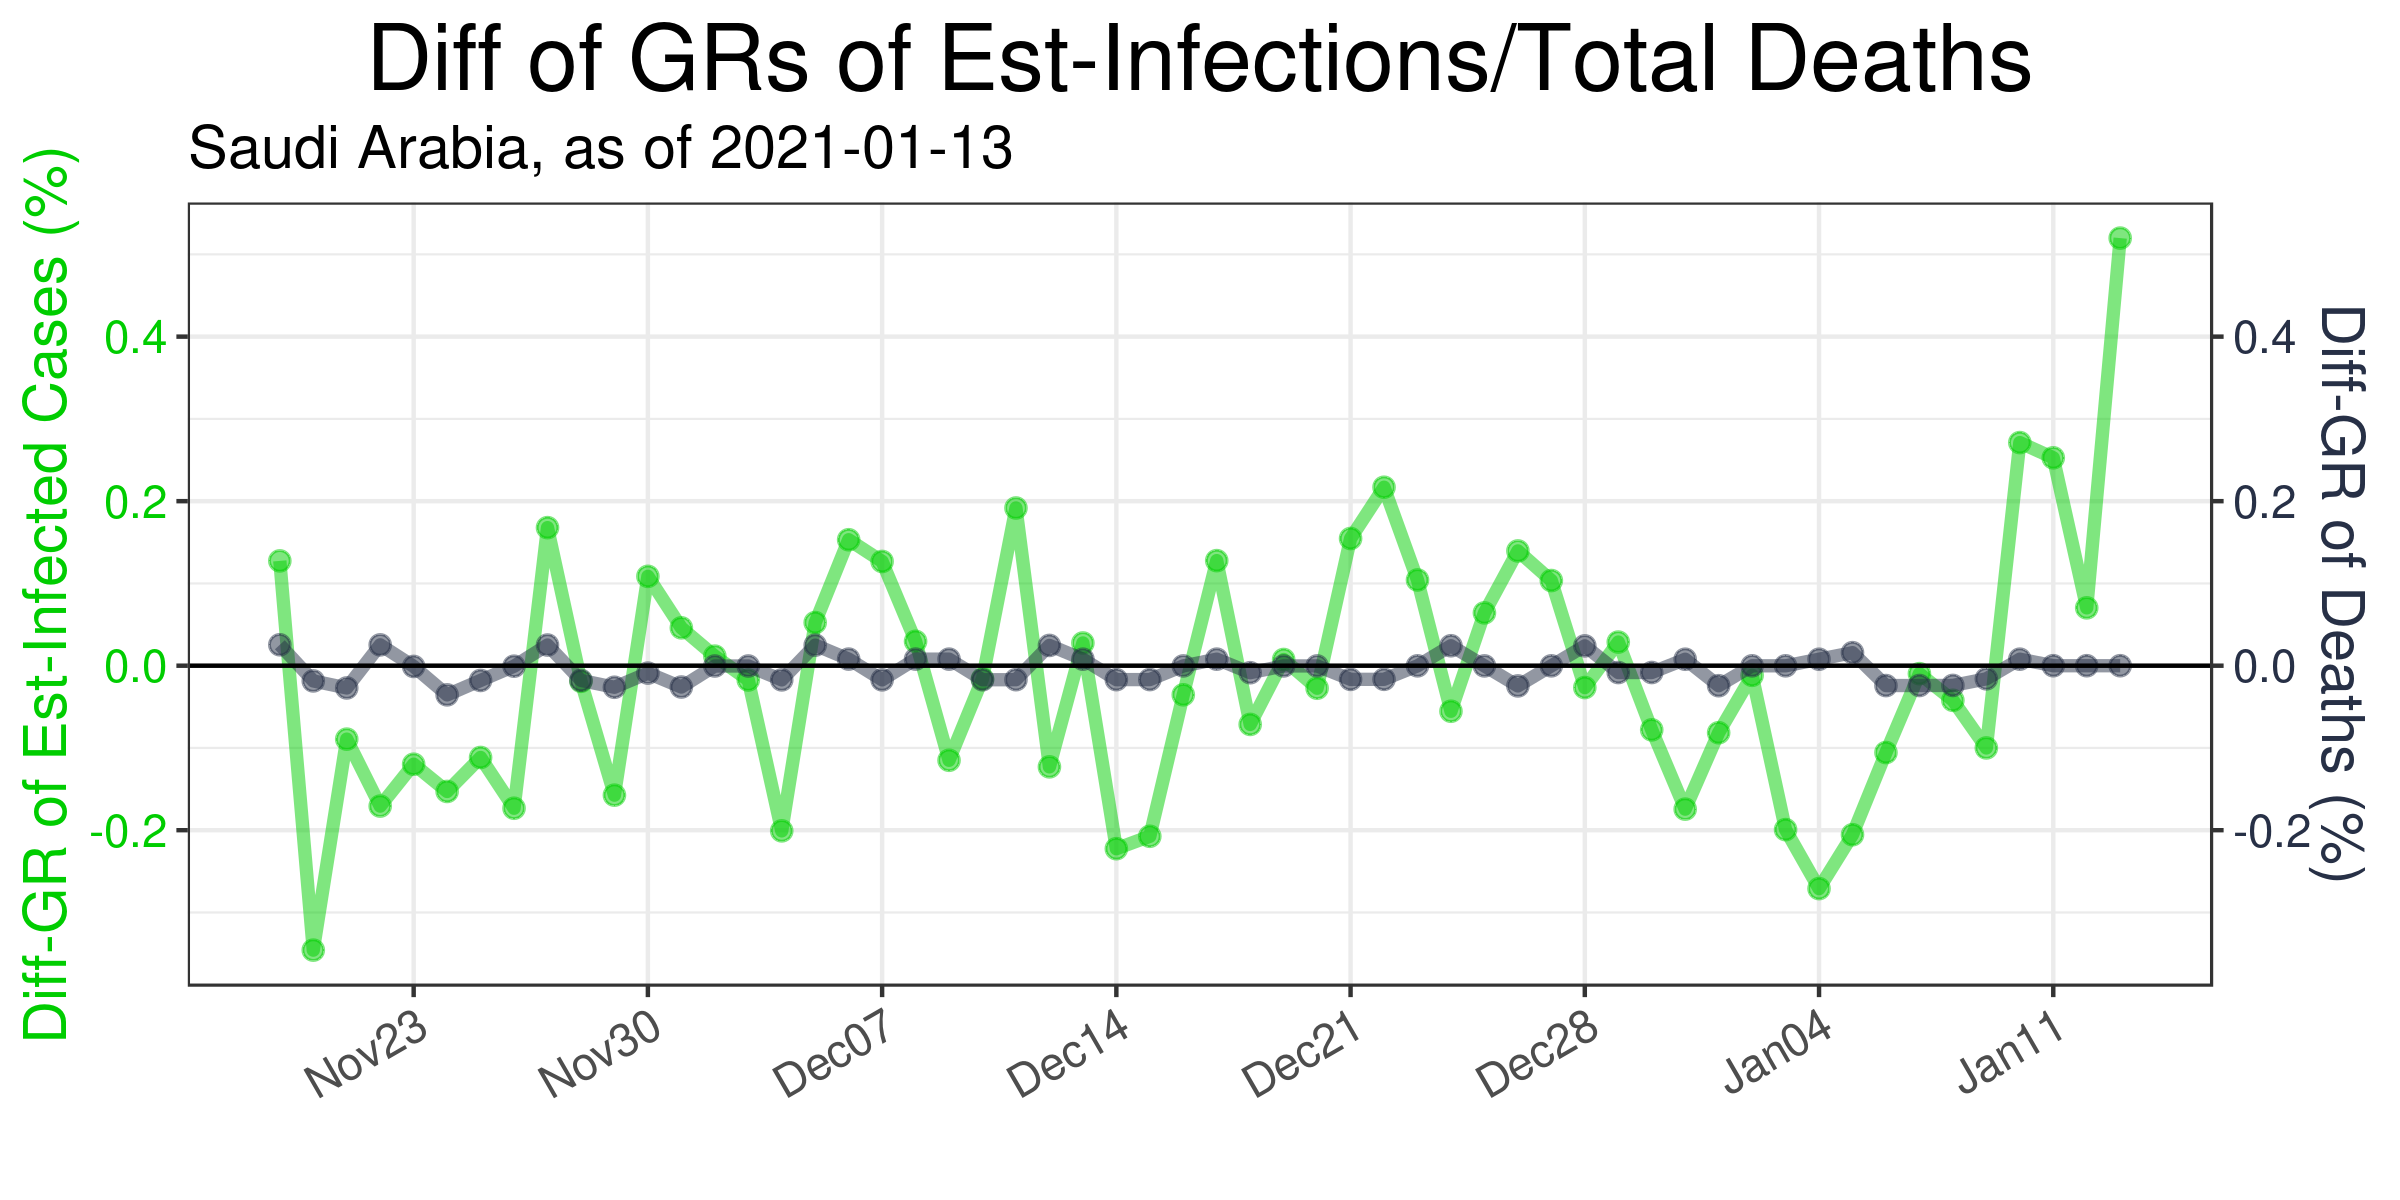 Diff of GRs of Est-Infections/Total Deaths
Saudi Arabia, as of 2021-01-13
Diff-GR of Est-Infected Cases (%)
0.4
0.2
0.0
-0.2
0.4
0.2
0.0
-0.2
Diff-GR of Deaths (%)
Nov23
Nov30
Dec07
Dec14
Dec21
Dec28
Jan04
Jan11